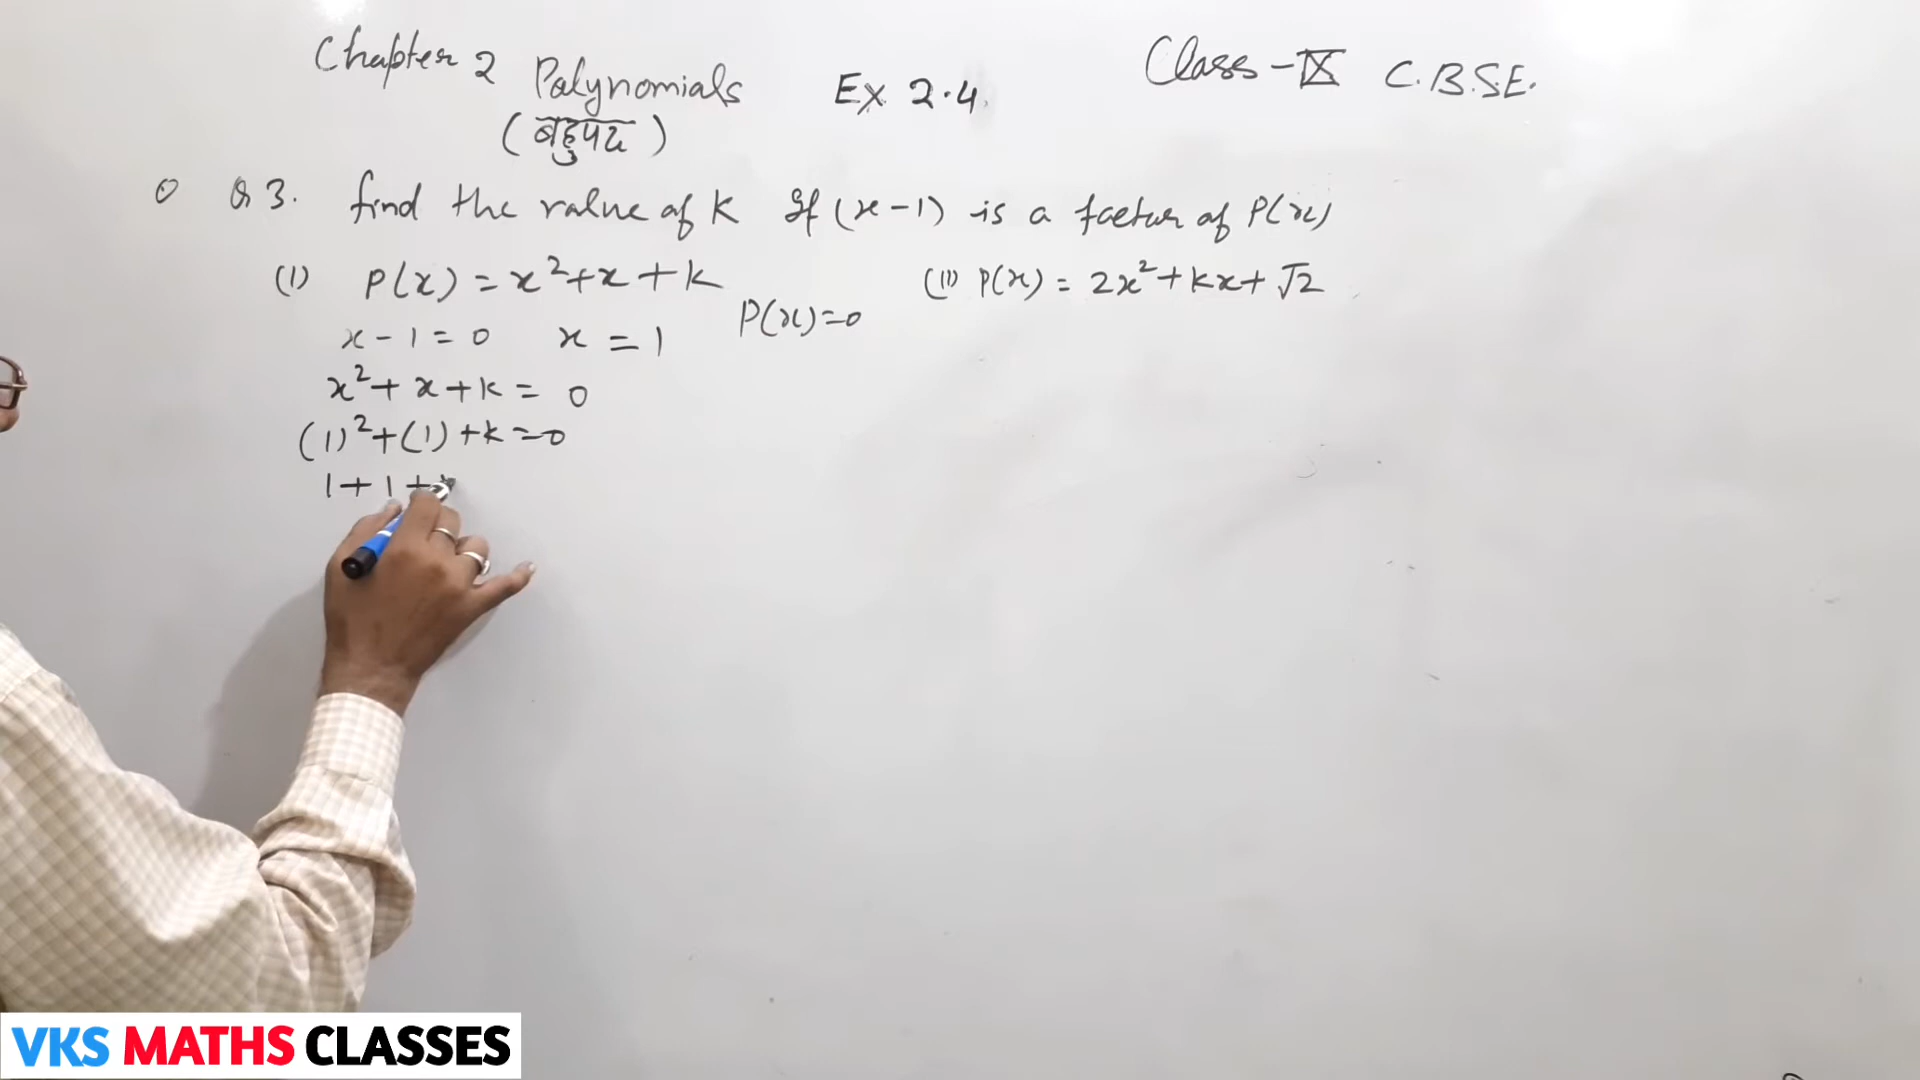 Chapter 2 Polynomials Ex 2.4 Class-IX C.B.S.E.
(बहुपद)
Q 3. find the value of K If (x-1) is a factor of P(x)
(1) P(x) = x²+x+k (11) P(x) = 2x²+kx+√2
x-1=0 x=1 P(x)=0
x²+x+k=0
(1)²+(1)+k=0
1+1+
VKS MATHS CLASSES